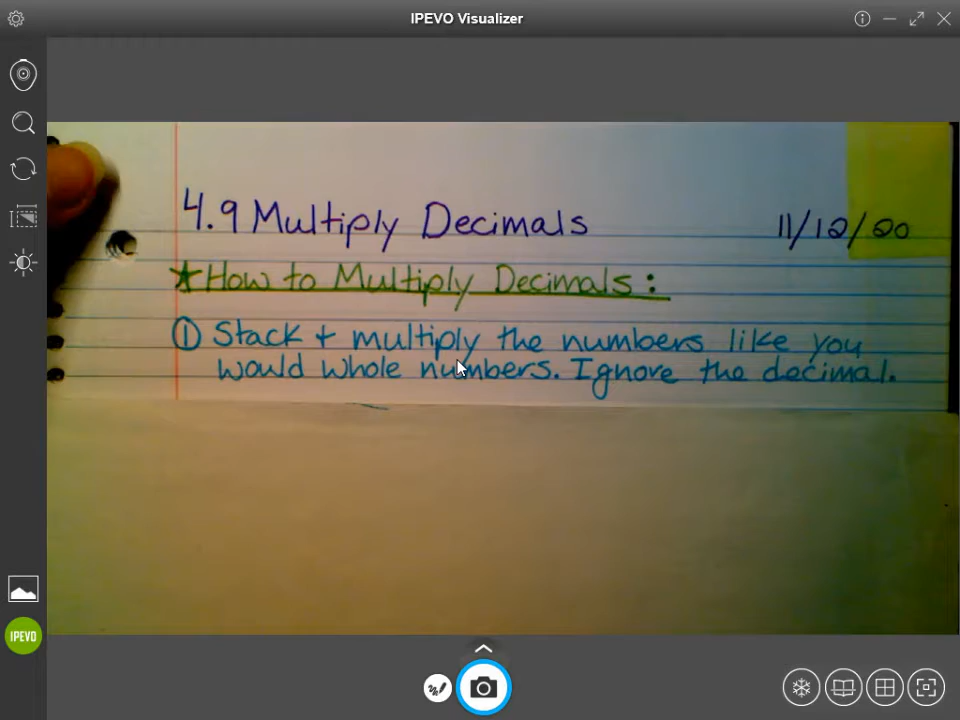 IPEVO Visualizer
4.9 Multiply Decimals 11/12/20
★How to Multiply Decimals:
① Stack + multiply the numbers like you
would whole numbers. Ignore the decimal.
IPEVO